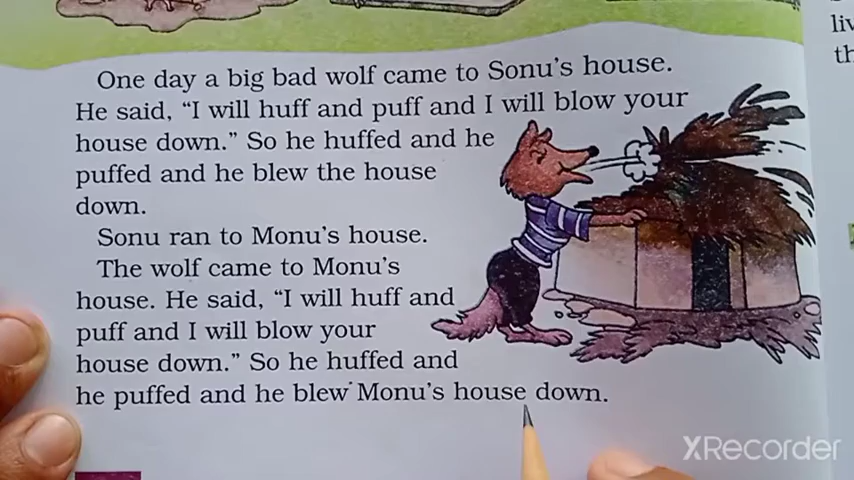 One day a big bad wolf came to Sonu's house.
He said, "I will huff and puff and I will blow your
house down." So he huffed and he
puffed and he blew the house
down.
Sonu ran to Monu's house.
The wolf came to Monu's
house. He said, "I will huff and
puff and I will blow your
house down." So he huffed and
he puffed and he blew Monu's house down.
XRecorder